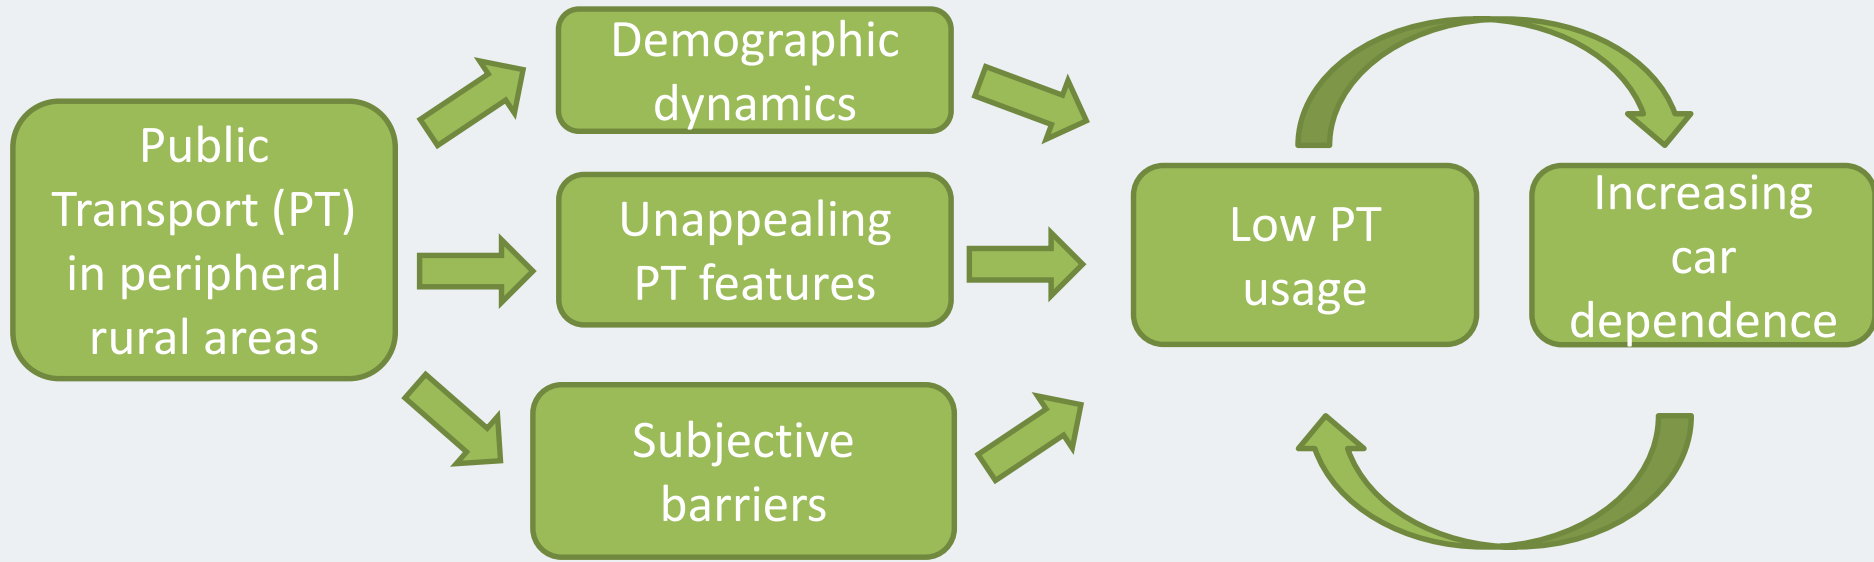 Public
Transport (PT)
in peripheral
rural areas
Demographic
dynamics
Unappealing
PT features
Subjective
barriers
Low PT
usage
Increasing
car
dependence